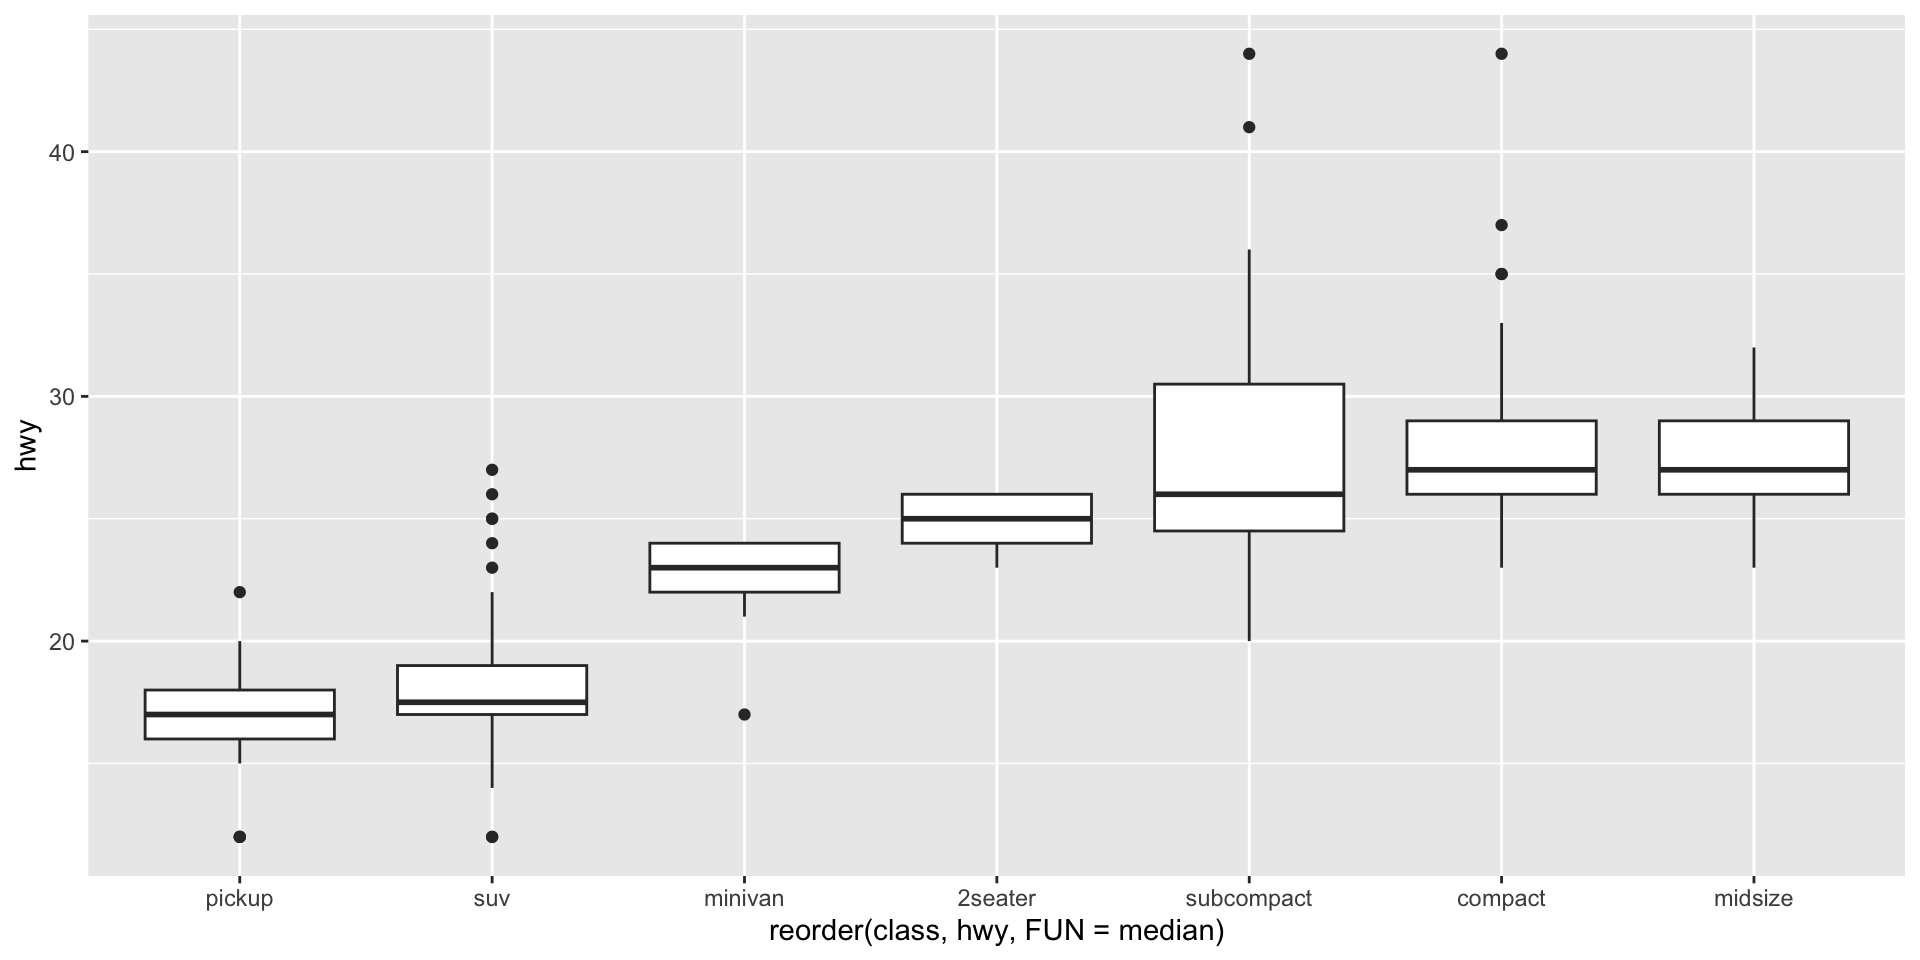 40
30
20
hwy
pickup suv minivan 2seater subcompact compact midsize
reorder(class, hwy, FUN = median)